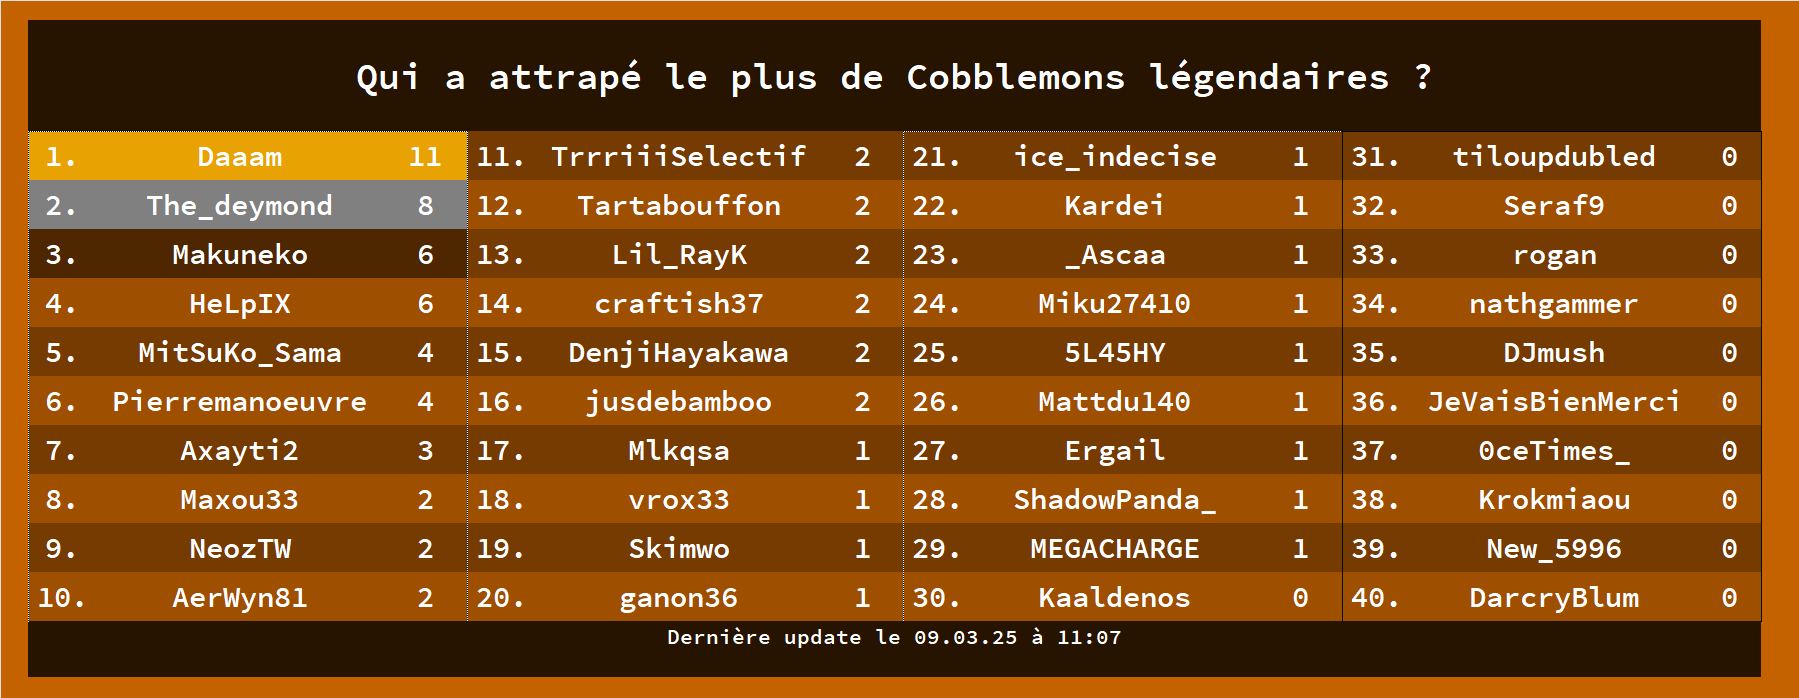 Qui a attrapé le plus de Cobblemons légendaires ?
1. Daaam 11 11. TrrriiiSelectif 2 21. ice_indecise 1 31. tiloupdubled 0
2. The_deymond 8 12. Tartabouffon 2 22. Kardei 1 32. Seraf9 0
3. Makuneko 6 13. Lil_RayK 2 23. _Ascaa 1 33. rogan 0
4. HeLpIX 6 14. craftish37 2 24. Miku27410 1 34. nathgammer 0
5. MitSuKo_Sama 4 15. DenjiHayakawa 2 25. 5L45HY 1 35. DJmush 0
6. Pierremanoeuvre 4 16. jusdebamboo 2 26. Mattdu140 1 36. JeVaisBienMerci 0
7. Axayti2 3 17. Mlkqsa 1 27. Ergail 1 37. 0ceTimes_ 0
8. Maxou33 2 18. vrox33 1 28. ShadowPanda_ 1 38. Krokmiaou 0
9. NeozTW 2 19. Skimwo 1 29. MEGACHARGE 1 39. New_5996 0
10. AerWyn81 2 20. ganon36 1 30. Kaaldenos 0 40. DarcryBlum 0
Dernière update le 09.03.25 à 11:07